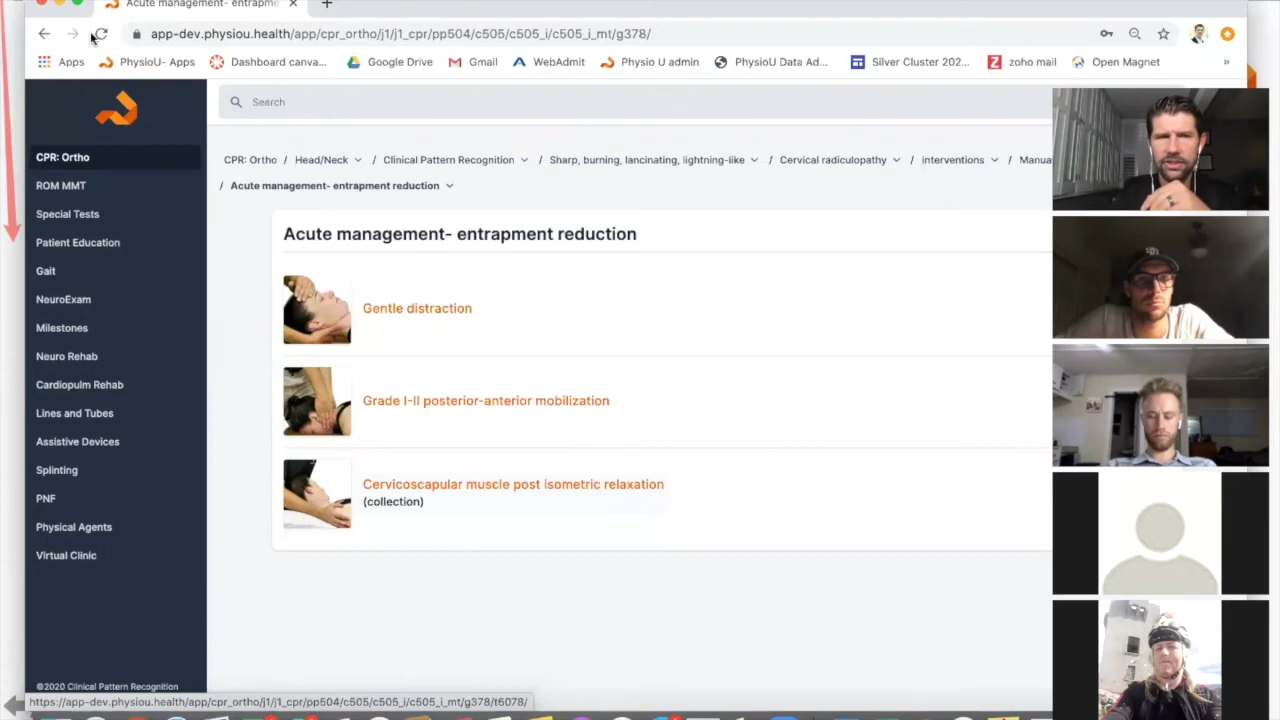 Acute management- entrapme
app-dev.physiou.health/app/cpr_ortho/j1/j1_cpr/pp504/c505/c505_i/c505_i_mt/g378/
Apps PhysioU- Apps Dashboard canva... Google Drive Gmail WebAdmit Physio U admin PhysioU Data Ad... Silver Cluster 202... zoho mail Open Magnet »
Search
CPR: Ortho / Head/Neck / Clinical Pattern Recognition / Sharp, burning, lancinating, lightning-like / Cervical radiculopathy / interventions / Manua
/ Acute management- entrapment reduction
CPR: Ortho
ROM MMT
Special Tests
Patient Education
Gait
NeuroExam
Milestones
Neuro Rehab
Cardiopulm Rehab
Lines and Tubes
Assistive Devices
Splinting
PNF
Physical Agents
Virtual Clinic
©2020 Clinical Pattern Recognition
Acute management- entrapment reduction
Gentle distraction
Grade I-II posterior-anterior mobilization
Cervicoscapular muscle post isometric relaxation
(collection)
https://app-dev.physiou.health/app/cpr_ortho/j1/j1_cpr/pp504/c505/c505_i/c505_i_mt/g378/t6078/